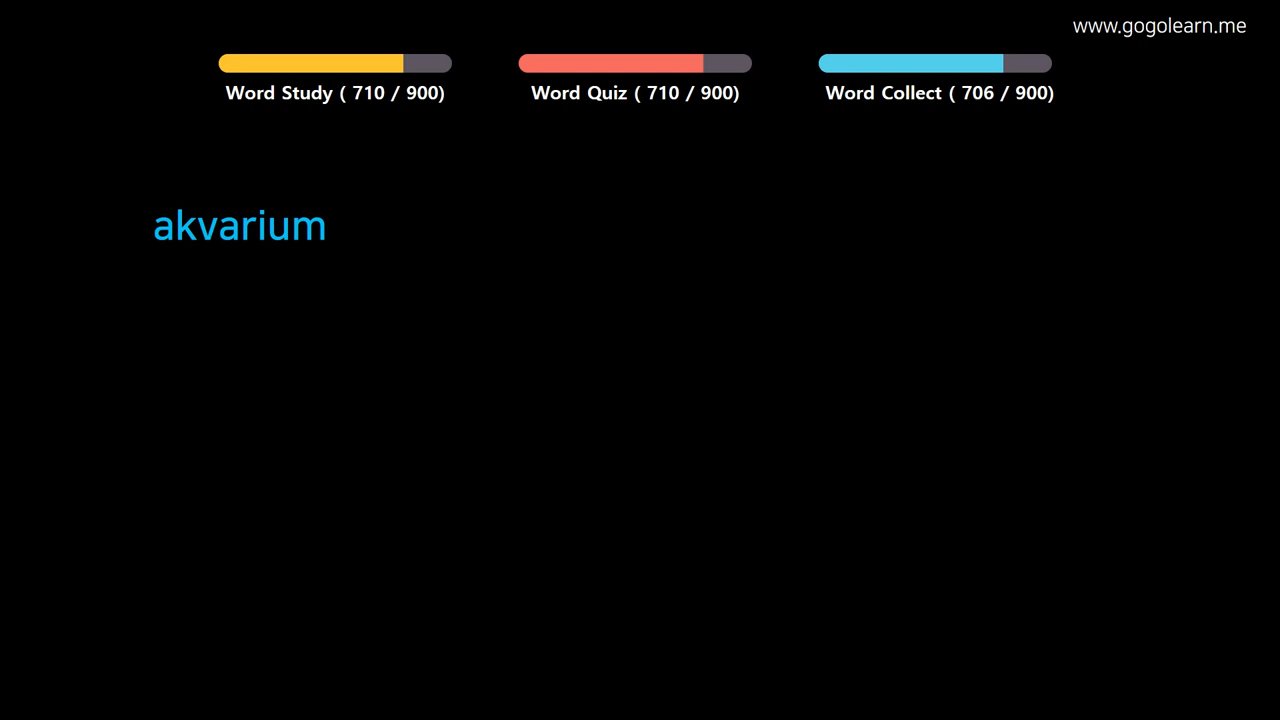 www.gogolearn.me
Word Study ( 710 / 900)
Word Quiz ( 710 / 900)
Word Collect ( 706 / 900)
akvarium